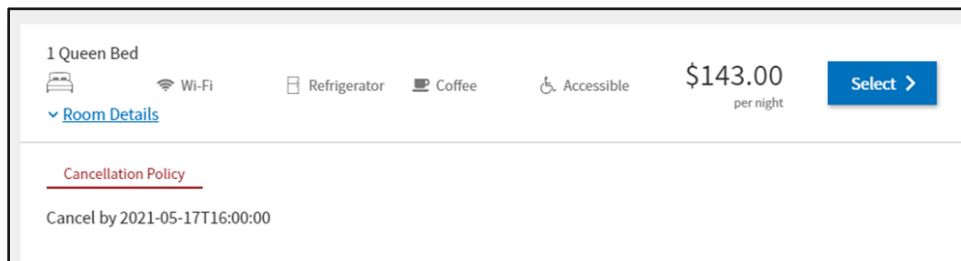 1 Queen Bed
Wi-Fi Refrigerator Coffee Accessible $143.00
per night
Select
Room Details
Cancellation Policy
Cancel by 2021-05-17T16:00:00